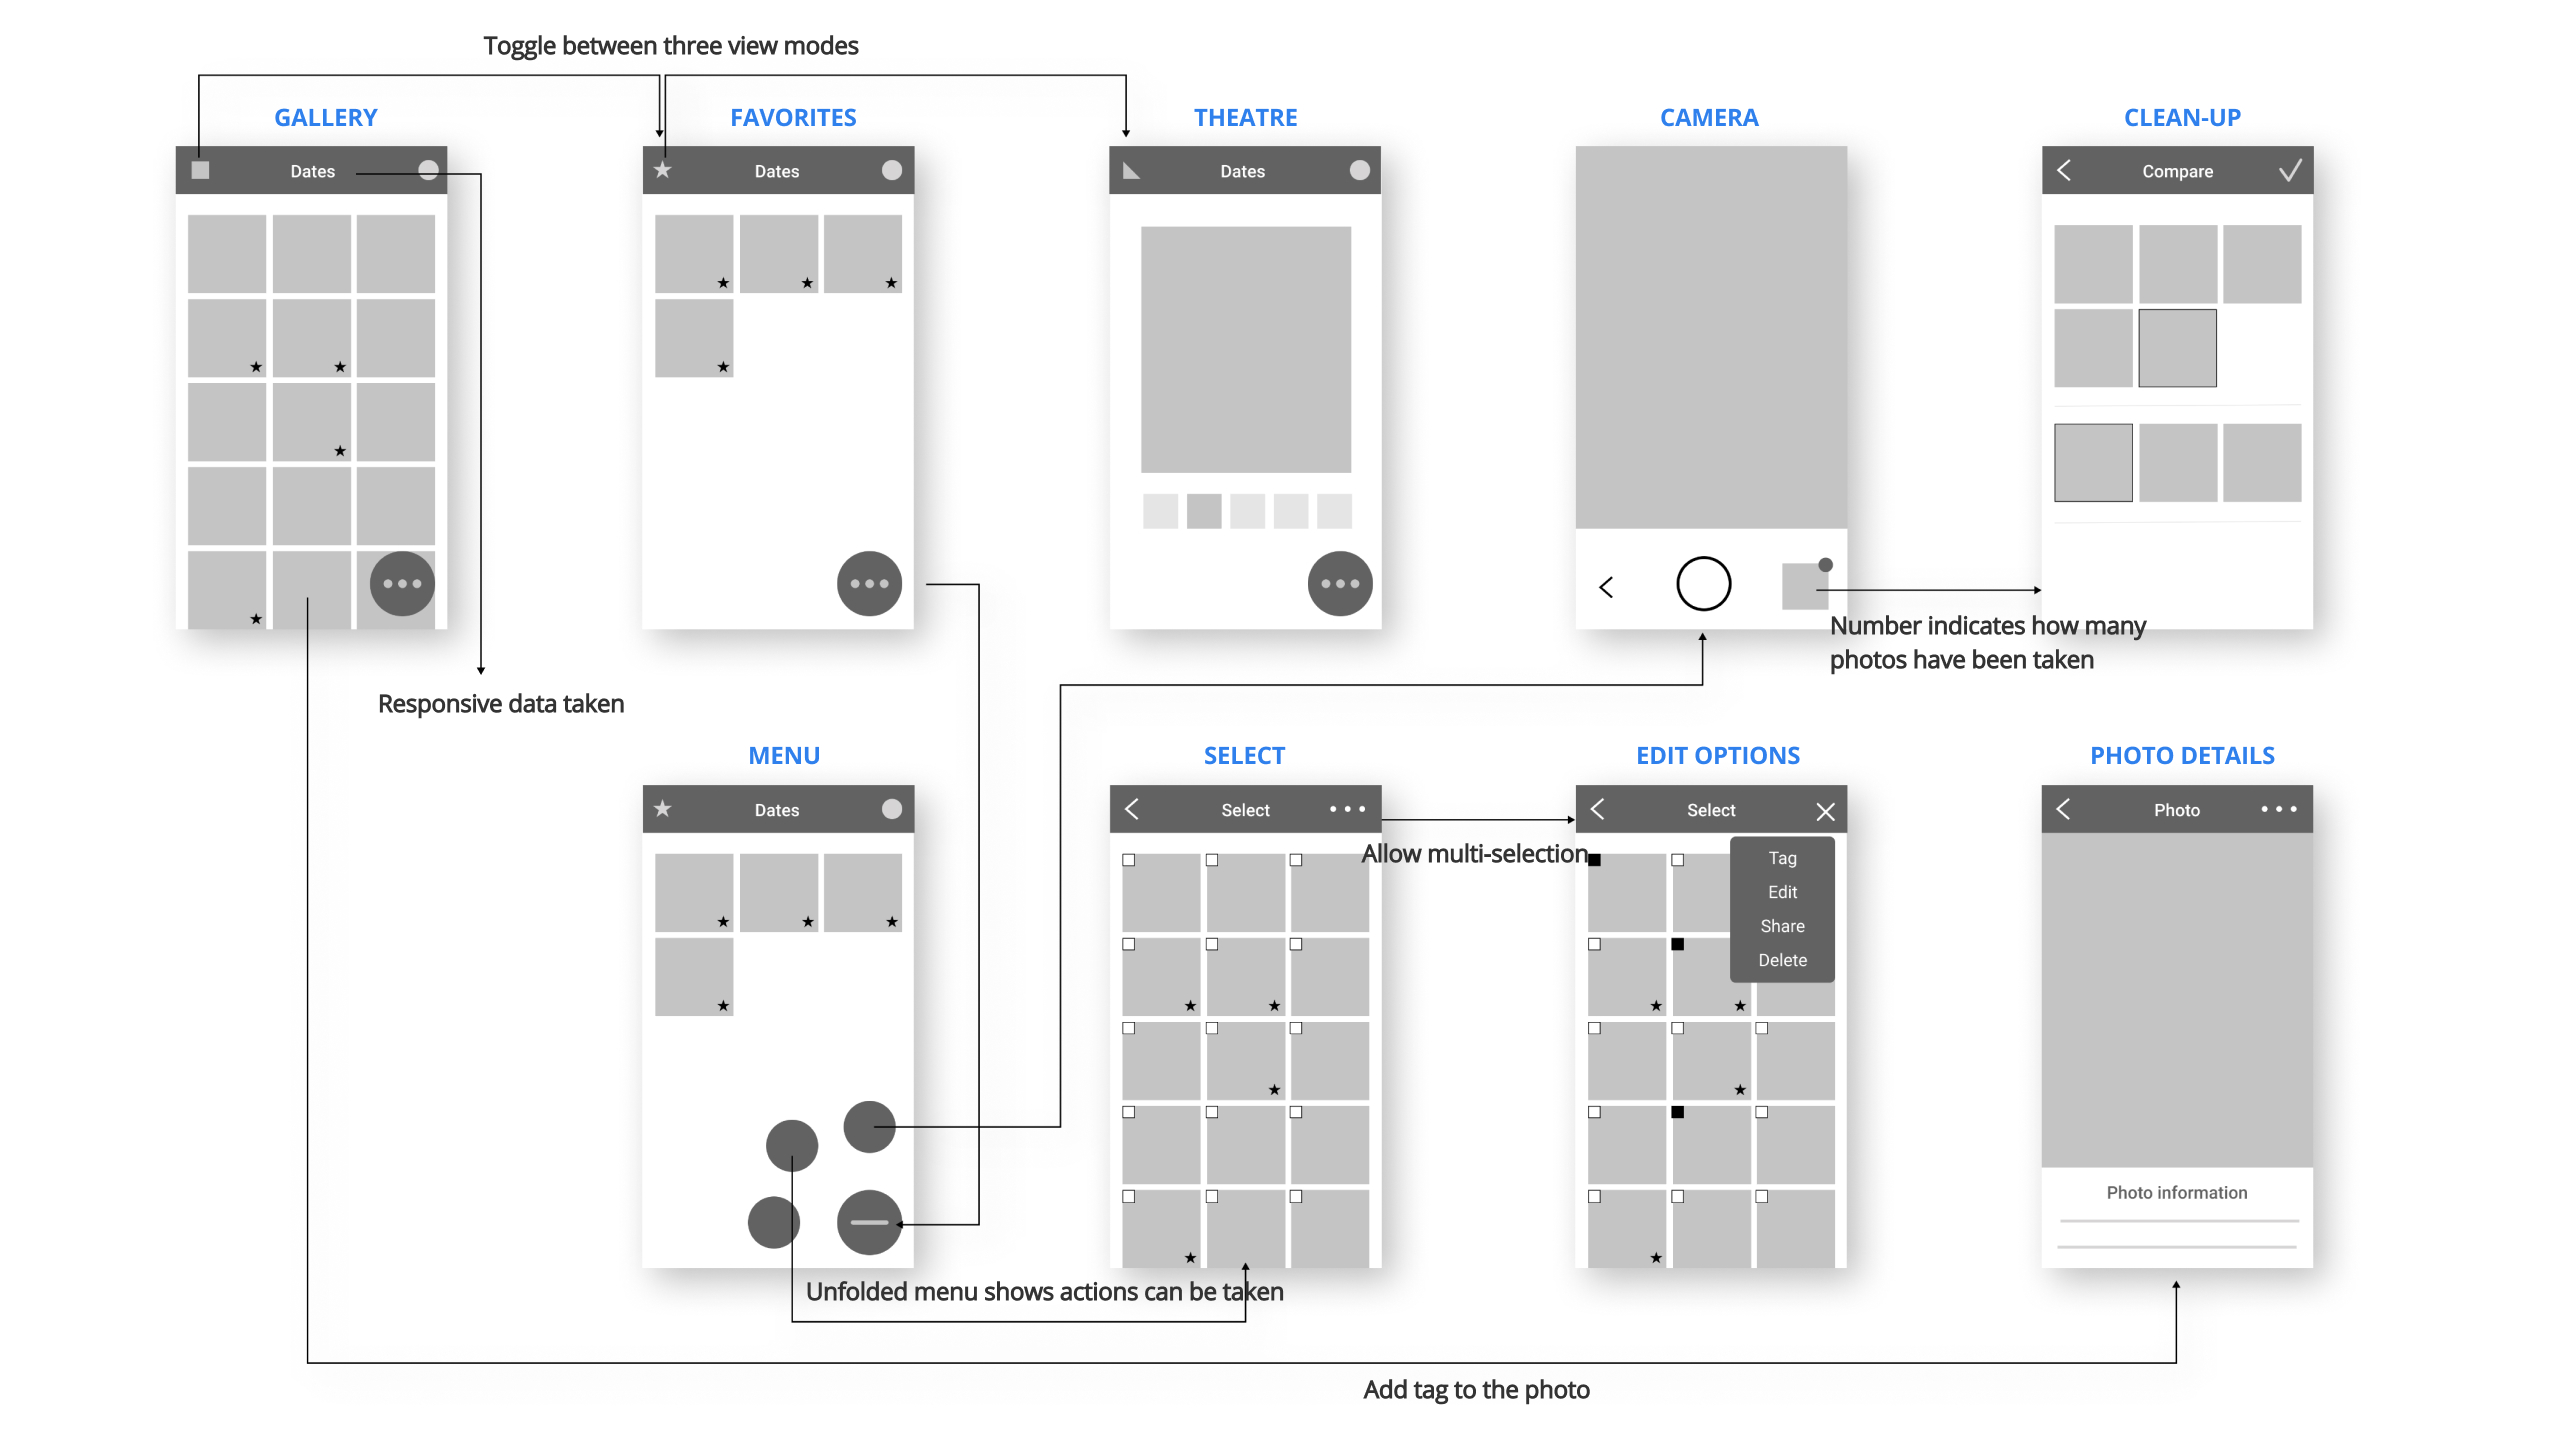 Toggle between three view modes
GALLERY
FAVORITES
THEATRE
CAMERA
CLEAN-UP
Dates
Dates
Dates
Compare
Number indicates how many
photos have been taken
Responsive data taken
MENU
SELECT
EDIT OPTIONS
PHOTO DETAILS
Dates
Select
Select
Photo
Allow multi-selection
Tag
Edit
Share
Delete
Photo information
Unfolded menu shows actions can be taken
Add tag to the photo